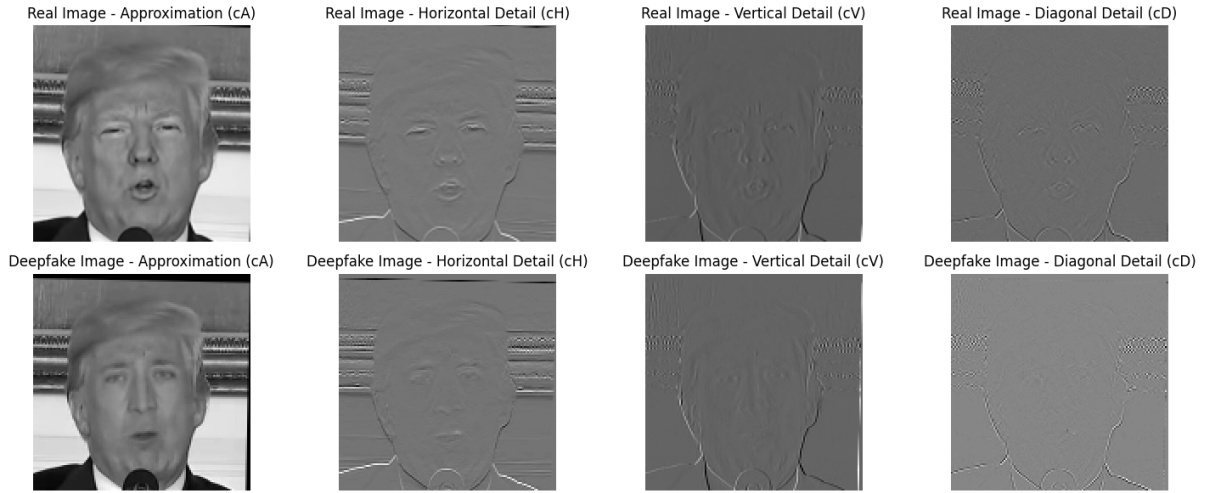 Real Image - Approximation (cA)
Real Image - Horizontal Detail (cH)
Real Image - Vertical Detail (cV)
Real Image - Diagonal Detail (cD)
Deepfake Image - Approximation (cA)
Deepfake Image - Horizontal Detail (cH)
Deepfake Image - Vertical Detail (cV)
Deepfake Image - Diagonal Detail (cD)